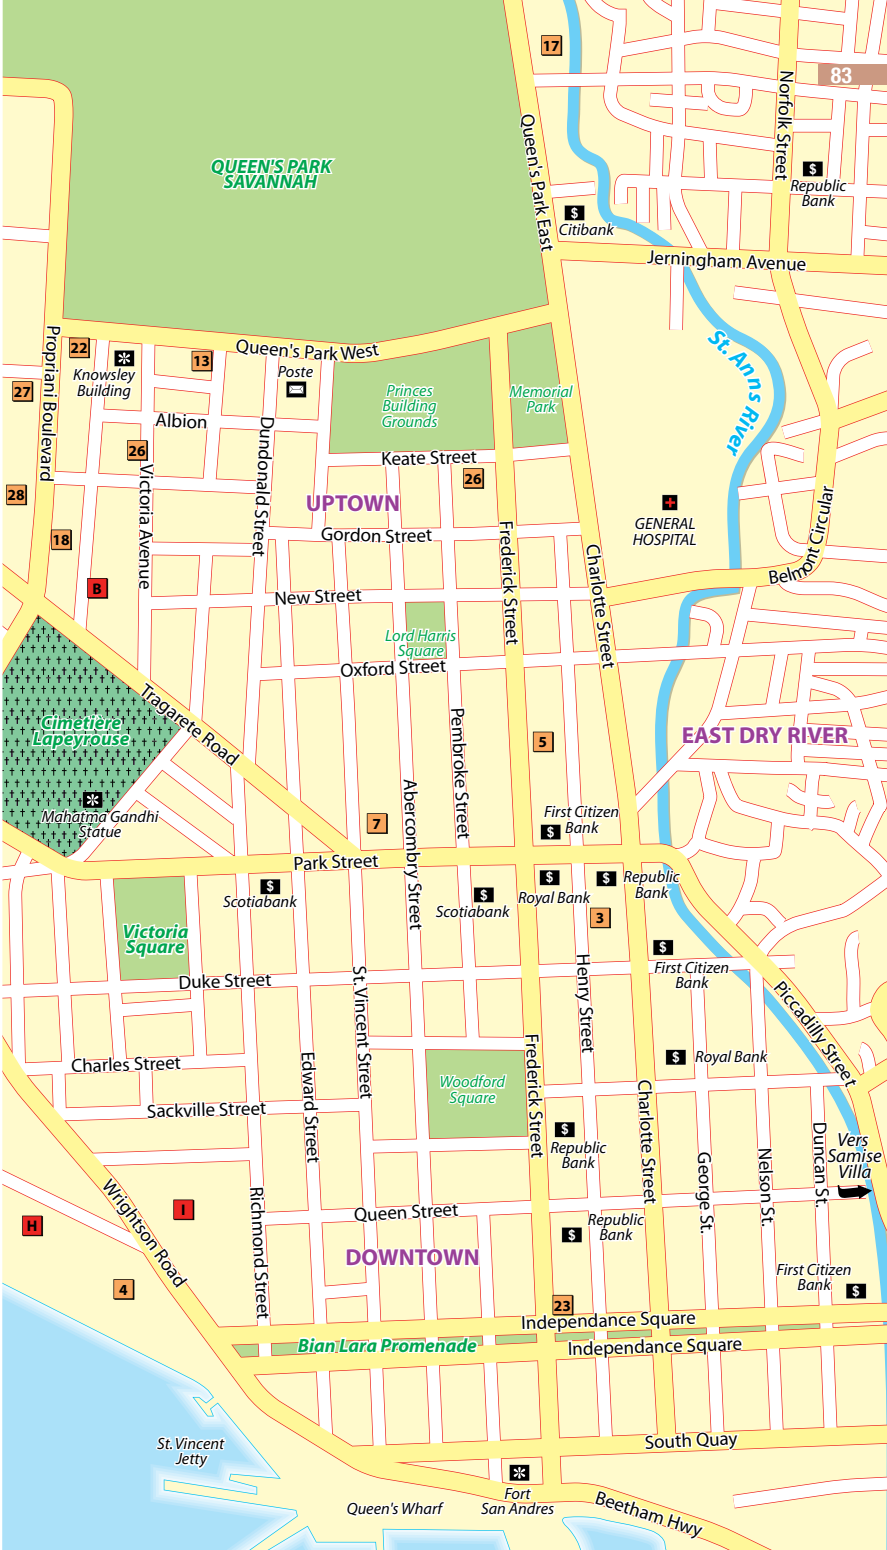 17
83
Norfolk Street
Queen's Park East
QUEEN'S PARK
SAVANNAH
$
Republic
Bank
$
Citibank
Jerningham Avenue
Propriani Boulevard
22
Knowsley
Building
13
Queen's Park West
Poste
St. Anns River
27
Princes
Building
Grounds
Memorial
Park
Albion
Dundonald Street
26
Keate Street
Victoria Avenue
26
28
UPTOWN
GENERAL
HOSPITAL
Belmont Circular
18
Gordon Street
Frederick Street
Charlotte Street
B
New Street
Lord Harris
Square
Oxford Street
Tragarete Road
Cimetière
Lapeyrouse
Pembroke Street
5
EAST DRY RIVER
Mahatma Gandhi
Statue
Abercombry Street
7
First Citizen
$ Bank
Park Street
$
Scotiabank
$
Scotiabank
$
Royal Bank
$
Republic
Bank
3
Victoria
Square
$
First Citizen
Bank
Duke Street
St.Vincent Street
Henry Street
Piccadilly Street
Charles Street
Edward Street
Frederick Street
$ Royal Bank
Woodford
Square
Charlotte Street
Sackville Street
$
Republic
Bank
George St.
Nelson St.
Duncan St.
Vers
Samise
Villa
Wrightson Road
Richmond Street
I
H
Queen Street
Republic
$ Bank
DOWNTOWN
4
First Citizen
Bank $
23
Independance Square
Bian Lara Promenade
Independance Square
St. Vincent
Jetty
South Quay
Queen's Wharf
Fort
San Andres
Beetham Hwy